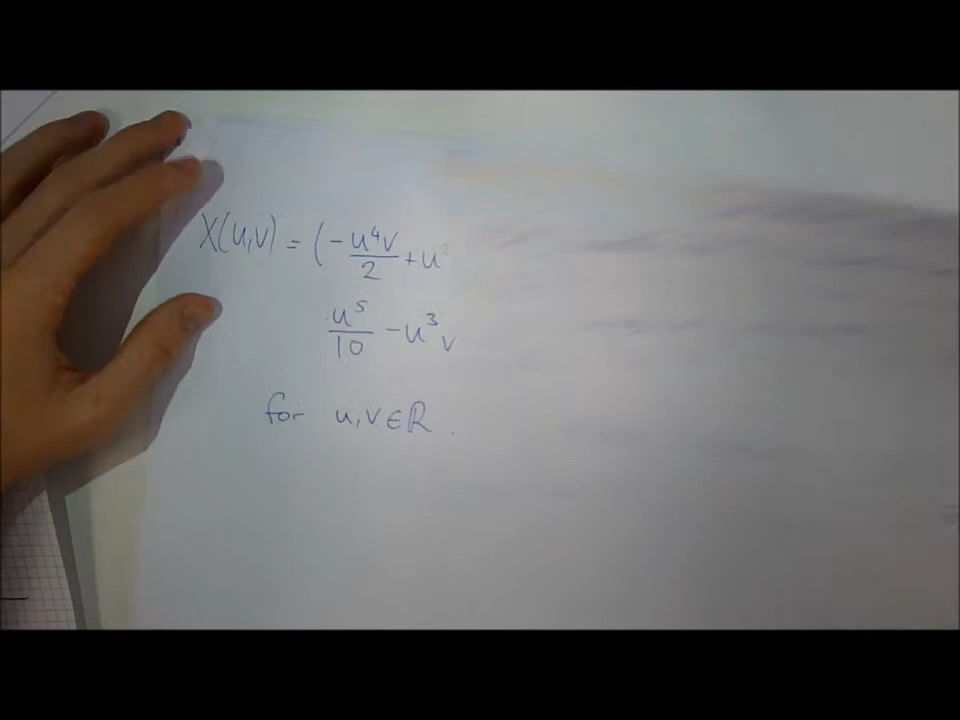 X(u,v) = (-u⁴v/2 + u
u⁵/10 - u³v
for u,v ∈ ℝ.